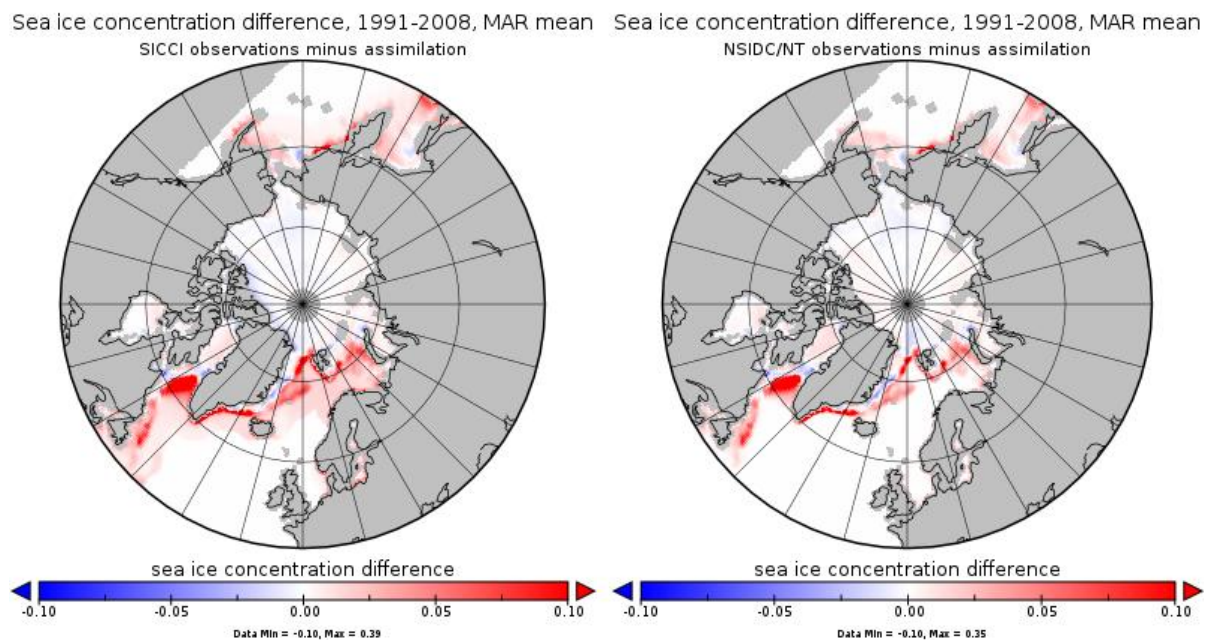 Sea ice concentration difference, 1991-2008, MAR mean
SICCI observations minus assimilation
sea ice concentration difference
-0.10 -0.05 0.00 0.05 0.10
Data Min = -0.10, Max = 0.39
Sea ice concentration difference, 1991-2008, MAR mean
NSIDC/NT observations minus assimilation
sea ice concentration difference
-0.10 -0.05 0.00 0.05 0.10
Data Min = -0.10, Max = 0.35